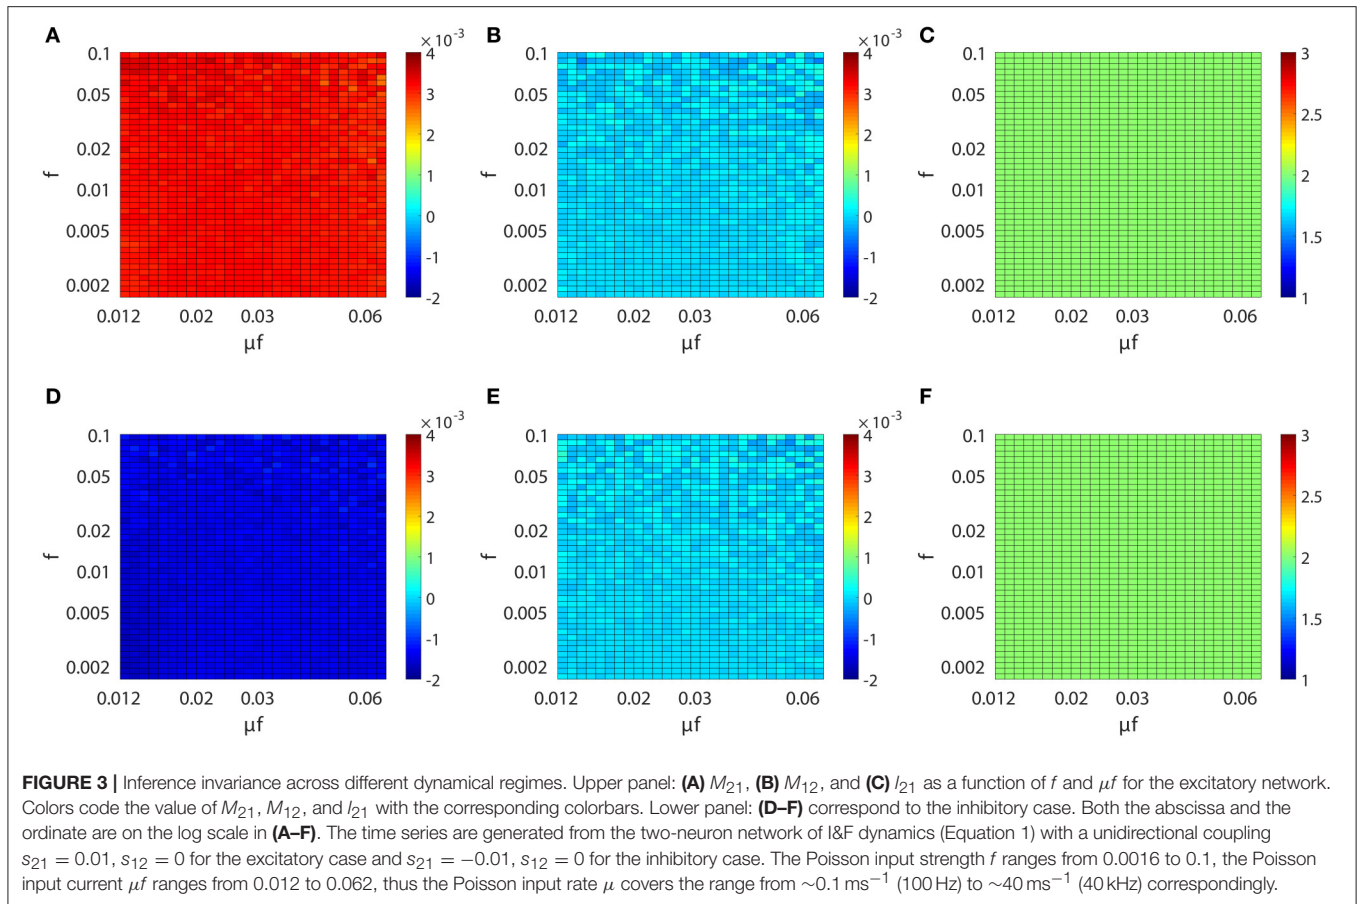 A
× 10-3
0.1
0.05
0.02
0.01
0.005
0.002
f
0.012 0.02 0.03 0.06
μf
4
3
2
1
0
-1
-2
B
× 10-3
0.1
0.05
0.02
0.01
0.005
0.002
f
0.012 0.02 0.03 0.06
μf
4
3
2
1
0
-1
-2
C
0.1
0.05
0.02
0.01
0.005
0.002
f
0.012 0.02 0.03 0.06
μf
3
2.5
2
1.5
1
D
× 10-3
0.1
0.05
0.02
0.01
0.005
0.002
f
0.012 0.02 0.03 0.06
μf
4
3
2
1
0
-1
-2
E
× 10-3
0.1
0.05
0.02
0.01
0.005
0.002
f
0.012 0.02 0.03 0.06
μf
4
3
2
1
0
-1
-2
F
0.1
0.05
0.02
0.01
0.005
0.002
f
0.012 0.02 0.03 0.06
μf
3
2.5
2
1.5
1
FIGURE 3 | Inference invariance across different dynamical regimes. Upper panel: (A) M21, (B) M12, and (C) I21 as a function of f and μf for the excitatory network.
Colors code the value of M21, M12, and I21 with the corresponding colorbars. Lower panel: (D–F) correspond to the inhibitory case. Both the abscissa and the
ordinate are on the log scale in (A–F). The time series are generated from the two-neuron network of I&F dynamics (Equation 1) with a unidirectional coupling
s21 = 0.01, s12 = 0 for the excitatory case and s21 = −0.01, s12 = 0 for the inhibitory case. The Poisson input strength f ranges from 0.0016 to 0.1, the Poisson
input current μf ranges from 0.012 to 0.062, thus the Poisson input rate μ covers the range from ∼0.1 ms−1 (100 Hz) to ∼40 ms−1 (40 kHz) correspondingly.